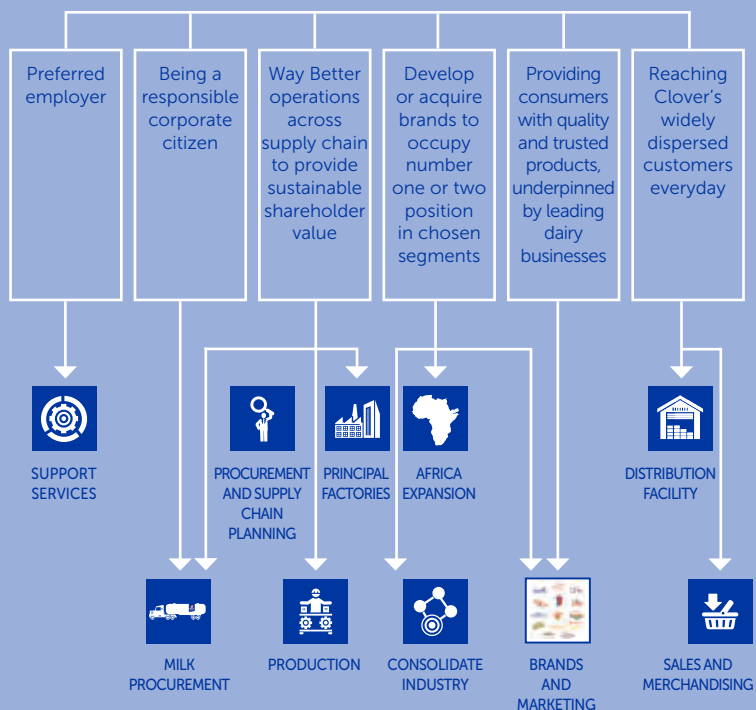 Preferred
employer
Being a
responsible
corporate
citizen
Way Better
operations
across
supply chain
to provide
sustainable
shareholder
value
Develop
or acquire
brands to
occupy
number
one or two
position
in chosen
segments
Providing
consumers
with quality
and trusted
products,
underpinned
by leading
dairy
businesses
Reaching
Clover’s
widely
dispersed
customers
everyday
SUPPORT
SERVICES
PROCUREMENT
AND SUPPLY
CHAIN
PLANNING
PRINCIPAL
FACTORIES
AFRICA
EXPANSION
DISTRIBUTION
FACILITY
MILK
PROCUREMENT
PRODUCTION
CONSOLIDATE
INDUSTRY
BRANDS
AND
MARKETING
SALES AND
MERCHANDISING